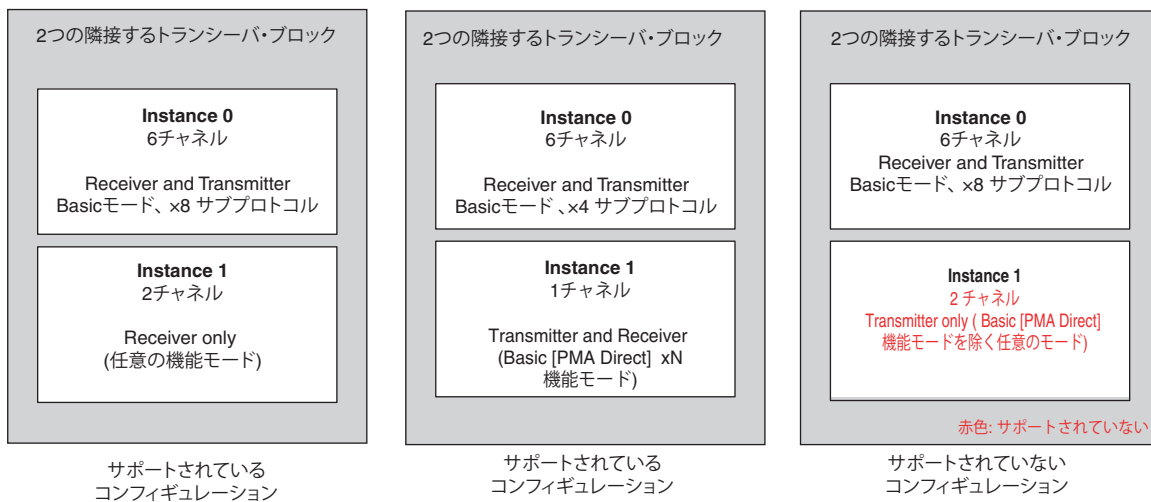 2つの隣接するトランシーバ・ブロック
Instance 0
6チャネル
Receiver and Transmitter
Basicモード、×8 サブプロトコル
Instance 1
2チャネル
Receiver only
(任意の機能モード)
サポートされている
コンフィギュレーション
2つの隣接するトランシーバ・ブロック
Instance 0
6チャネル
Receiver and Transmitter
Basicモード 、×4 サブプロトコル
Instance 1
1チャネル
Transmitter and Receiver
(Basic [PMA Direct] xN
機能モード)
サポートされている
コンフィギュレーション
2つの隣接するトランシーバ・ブロック
Instance 0
6チャネル
Receiver and Transmitter
Basicモード、×8 サブプロトコル
Instance 1
2 チャネル
Transmitter only ( Basic [PMA Direct]
機能モードを除く任意のモード)
赤色: サポートされていない
サポートされていない
コンフィギュレーション